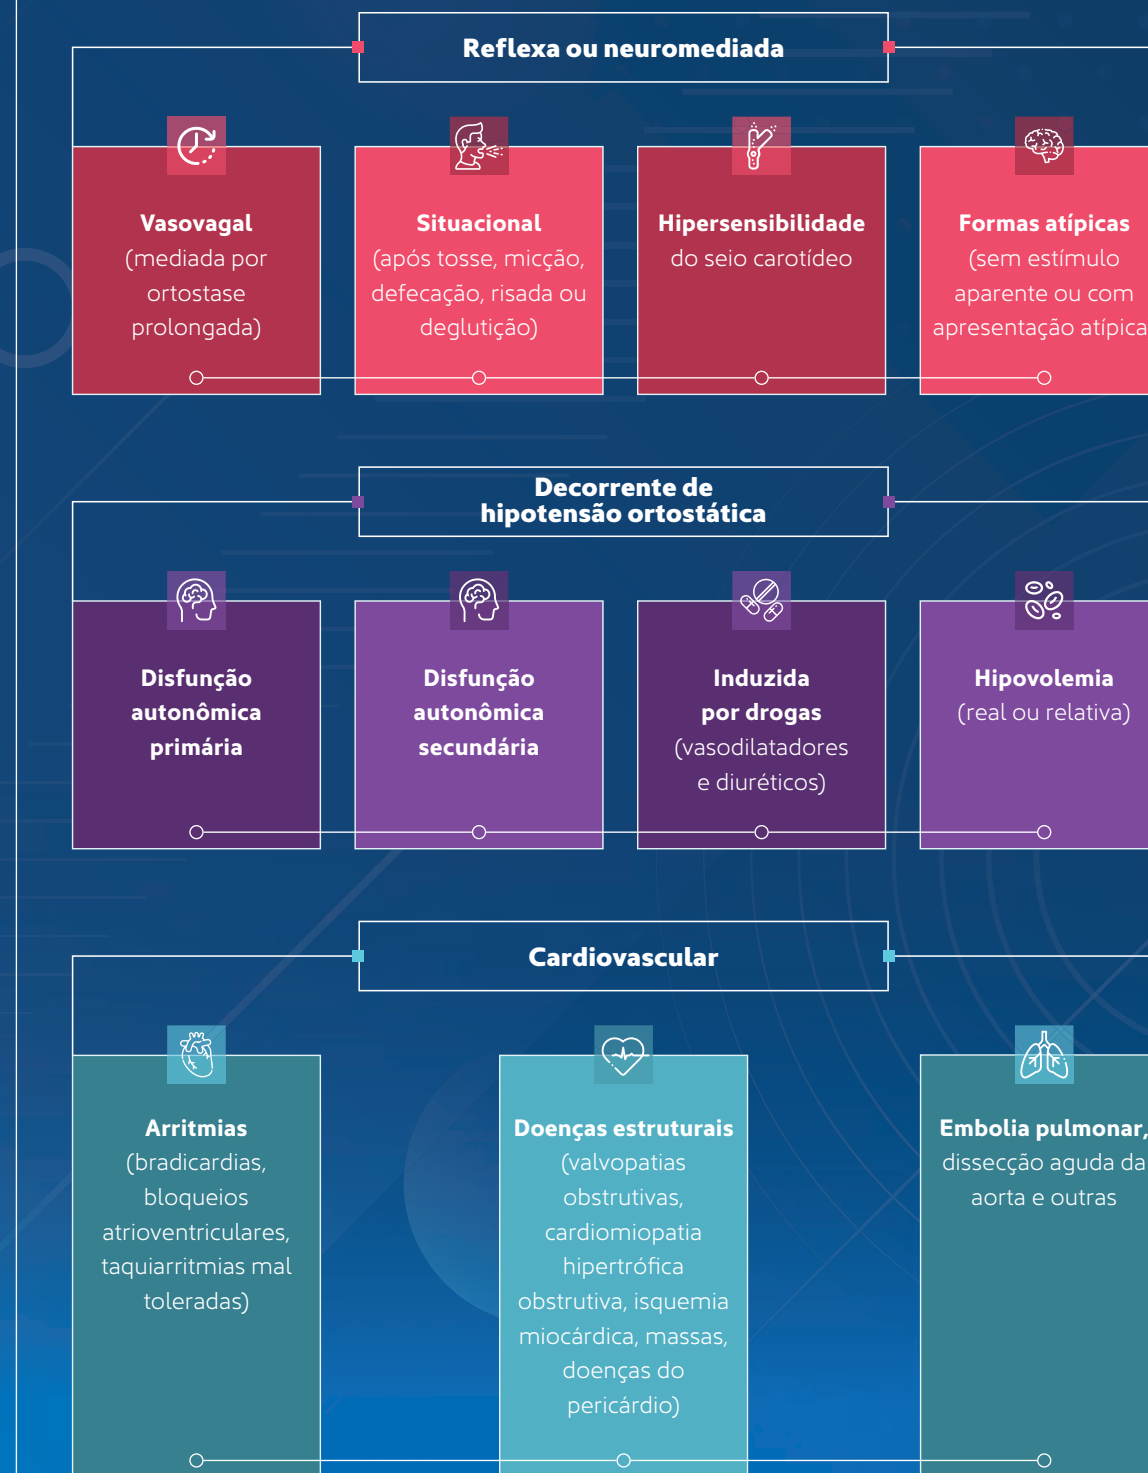 Reflexa ou neuromediada
Vasovagal
(mediada por
ortostase
prolongada)
Situacional
(após tosse, micção,
defecação, risada ou
deglutição)
Hipersensibilidade
do seio carotídeo
Formas atípicas
(sem estímulo
aparente ou com
apresentação atípica
Decorrente de
hipotensão ortostática
Disfunção
autonômica
primária
Disfunção
autonômica
secundária
Induzida
por drogas
(vasodilatadores
e diuréticos)
Hipovolemia
(real ou relativa)
Cardiovascular
Arritmias
(bradicardias,
bloqueios
atrioventriculares,
taquiarritmias mal
toleradas)
Doenças estruturais
(valvopatias
obstrutivas,
cardiomiopatia
hipertrófica
obstrutiva, isquemia
miocárdica, massas,
doenças do
pericárdio)
Embolia pulmonar,
dissecção aguda da
aorta e outras